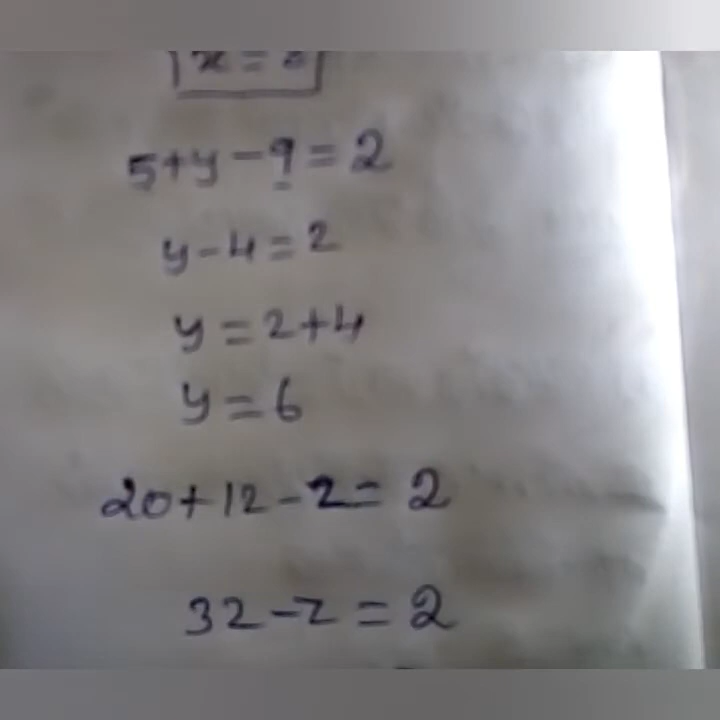 x =
5+y-9=2
y-4=2
y=2+4
y=6
20+12-z=2
32-z=2